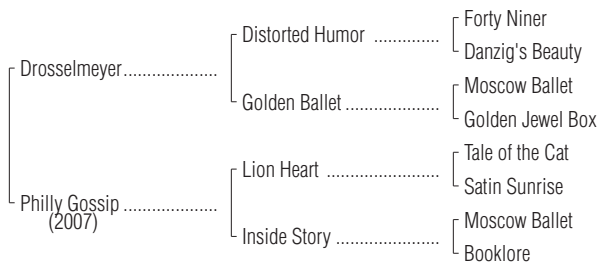 Forty Niner
Distorted Humor ..............
Danzig's Beauty
Drosselmeyer....................
Moscow Ballet
Golden Ballet ....................
Golden Jewel Box
Tale of the Cat
Lion Heart ........................
Satin Sunrise
Philly Gossip ....................
(2007)
Moscow Ballet
Inside Story ......................
Booklore